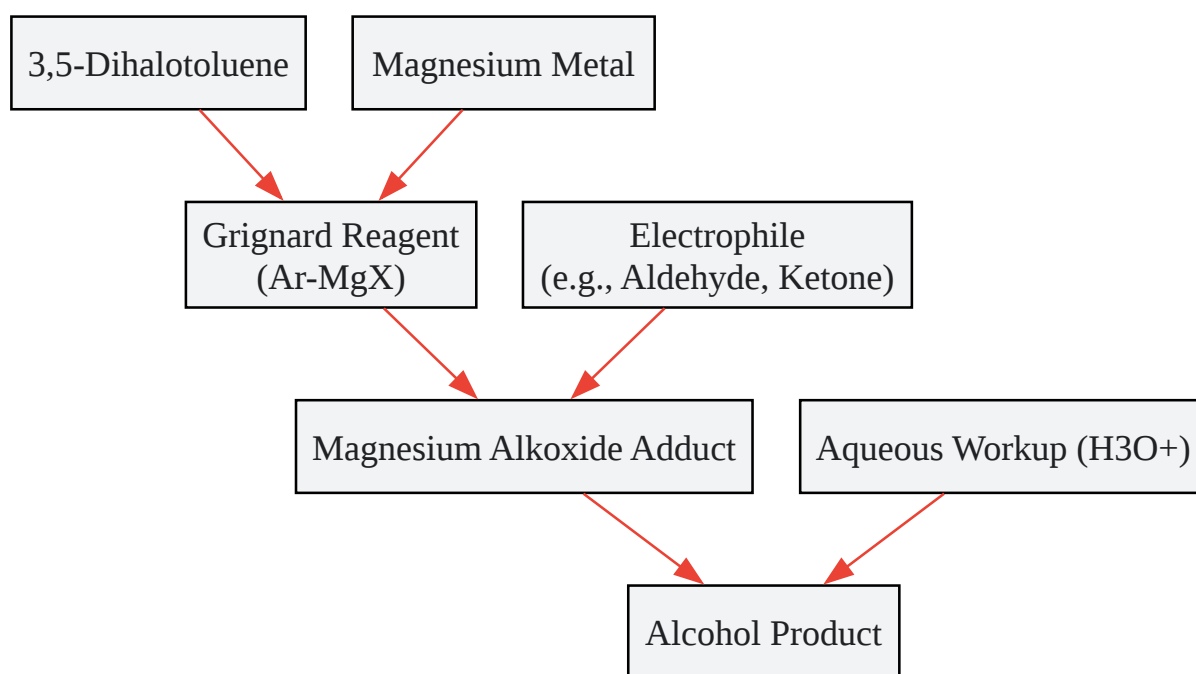 3,5-Dihalotoluene
Magnesium Metal
Grignard Reagent
(Ar-MgX)
Electrophile
(e.g., Aldehyde, Ketone)
Magnesium Alkoxide Adduct
Aqueous Workup (H3O+)
Alcohol Product